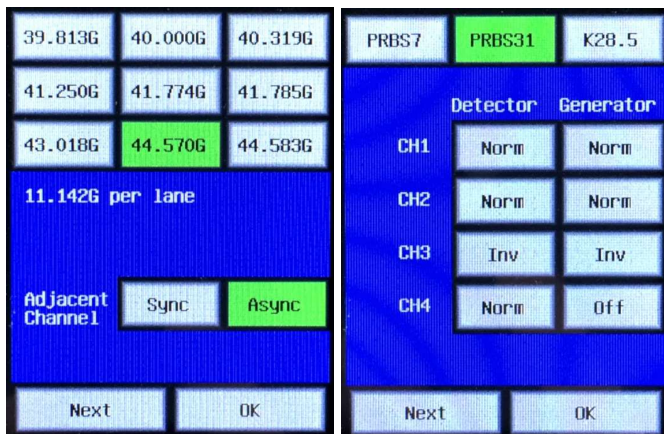 39.813G 40.000G 40.319G
41.250G 41.774G 41.785G
43.018G 44.570G 44.583G
11.142G per lane
Adjacent
Channel Sync Async
Next OK
PRBS7 PRBS31 K28.5
Detector Generator
CH1 Norm Norm
CH2 Norm Norm
CH3 Inv Inv
CH4 Norm Off
Next OK